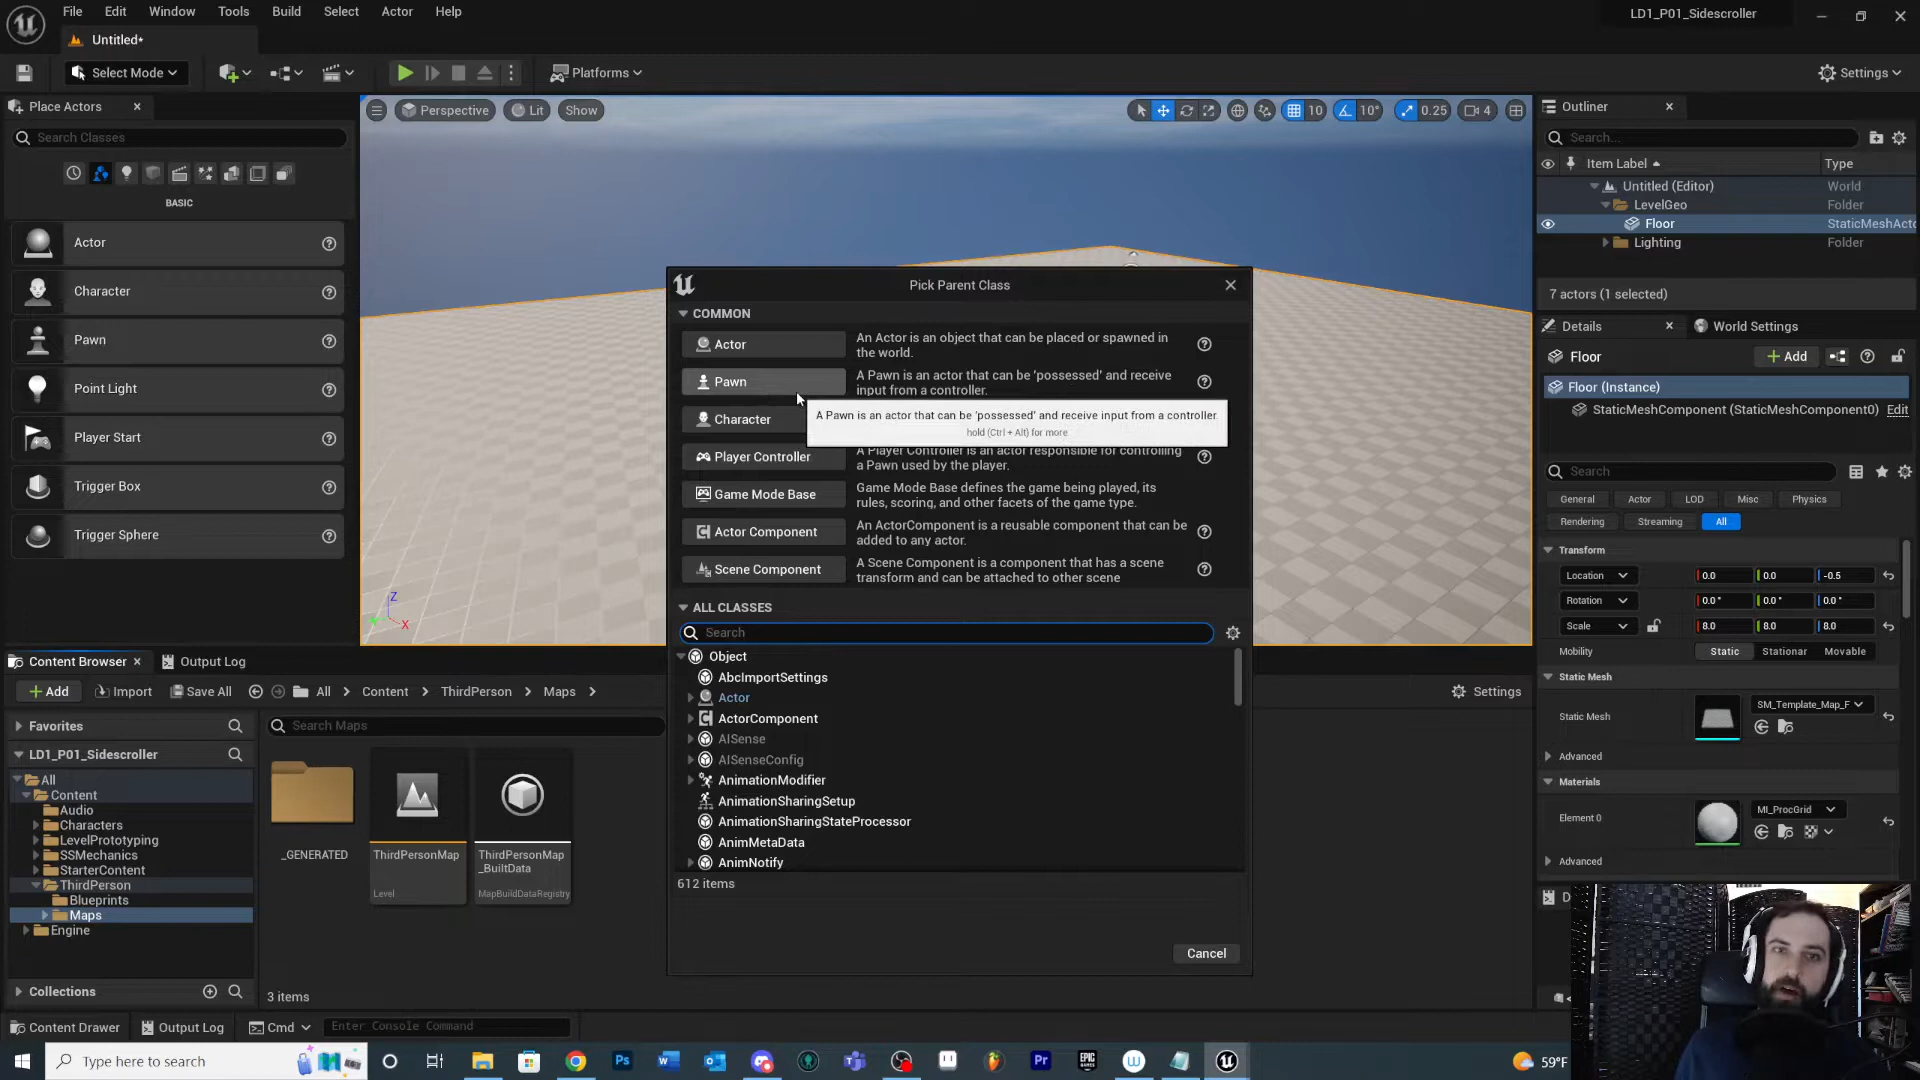 File Edit Window Tools Build Select Actor Help
LD1_P01_Sidescroller
Untitled*
Select Mode
Platforms
Settings
Place Actors
Search Classes
BASIC
Actor
Character
Pawn
Point Light
Player Start
Trigger Box
Trigger Sphere
Perspective Lit Show
10 10° 0.25 4
Z
X
Outliner
Search...
Item Label Type
Untitled (Editor) World
LevelGeo Folder
Floor StaticMeshActo
Lighting Folder
7 actors (1 selected)
Details World Settings
Floor Add
Floor (Instance)
StaticMeshComponent (StaticMeshComponent0) Edit
Search
General Actor LOD Misc Physics
Rendering Streaming All
Transform
Location 0.0 0.0 -0.5
Rotation 0.0° 0.0° 0.0°
Scale 8.0 8.0 8.0
Mobility Static Stationar Movable
Static Mesh
Static Mesh SM_Template_Map_F
Advanced
Materials
Element 0 MI_ProcGrid
Advanced
Pick Parent Class
COMMON
Actor An Actor is an object that can be placed or spawned in
the world.
Pawn A Pawn is an actor that can be 'possessed' and receive
input from a controller.
Character
A Pawn is an actor that can be 'possessed' and receive input from a controller.
hold (Ctrl + Alt) for more
Player Controller A Player Controller is an actor responsible for controlling
a Pawn used by the player.
Game Mode Base Game Mode Base defines the game being played, its
rules, scoring, and other facets of the game type.
Actor Component An ActorComponent is a reusable component that can be
added to any actor.
Scene Component A Scene Component is a component that has a scene
transform and can be attached to other scene
ALL CLASSES
Search
Object
AbcImportSettings
Actor
ActorComponent
AISense
AISenseConfig
AnimationModifier
AnimationSharingSetup
AnimationSharingStateProcessor
AnimMetaData
AnimNotify
612 items
Cancel
Content Browser Output Log
Add Import Save All All Content ThirdPerson Maps
Settings
Favorites
LD1_P01_Sidescroller
All
Content
Audio
Characters
LevelPrototyping
SSMechanics
StarterContent
ThirdPerson
Blueprints
Maps
Engine
Collections
Search Maps
_GENERATED
ThirdPersonMap
Level
ThirdPersonMap
_BuiltData
MapBuildDataRegistry
3 items
D
Content Drawer Output Log Cmd Enter Console Command
Type here to search
Ps
Pr
EPIC
GAMES
59°F